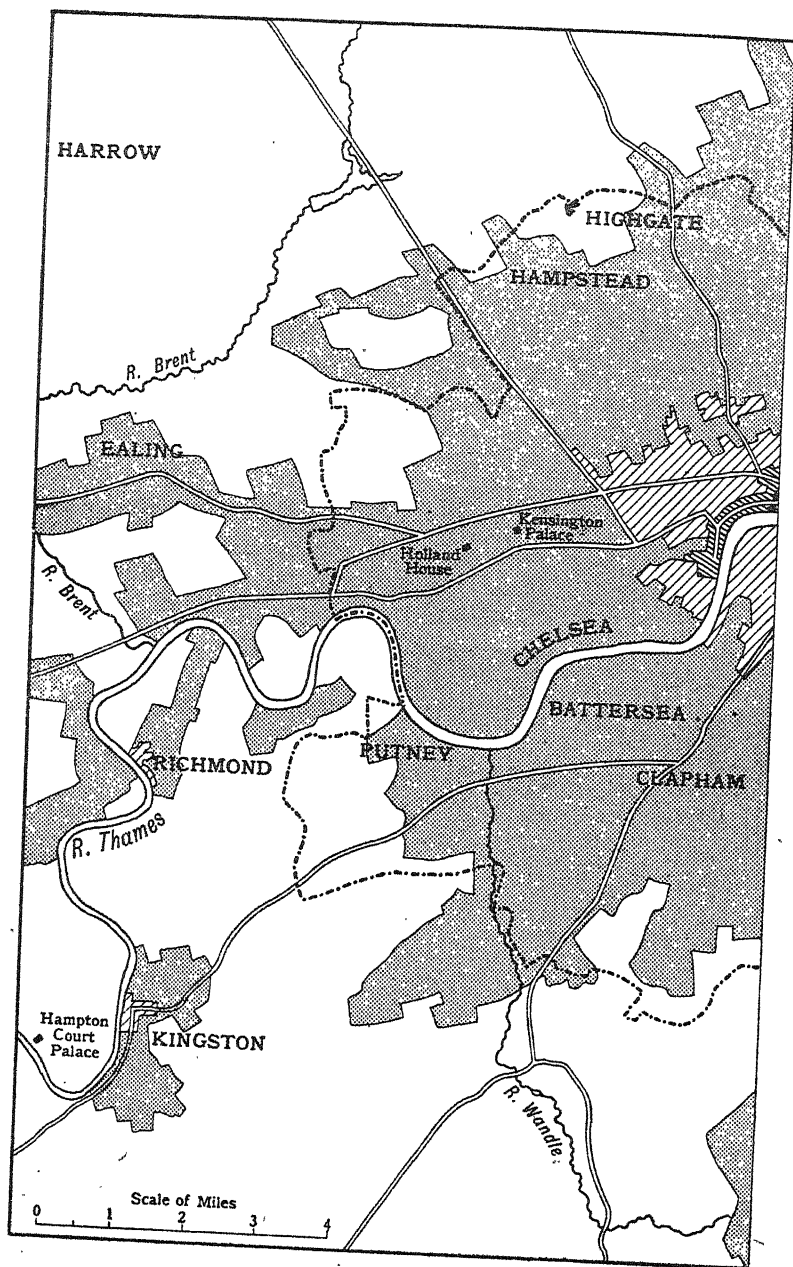 HARROW
HIGHGATE
HAMPSTEAD
R. Brent
EALING
Kensington
Palace
Holland
House
R. Brent
CHELSEA
BATTERSEA
PUTNEY
RICHMOND
CLAPHAM
R. Thames
Hampton
Court
Palace
KINGSTON
R. Wandle
Scale of Miles
0 1 2 3 4